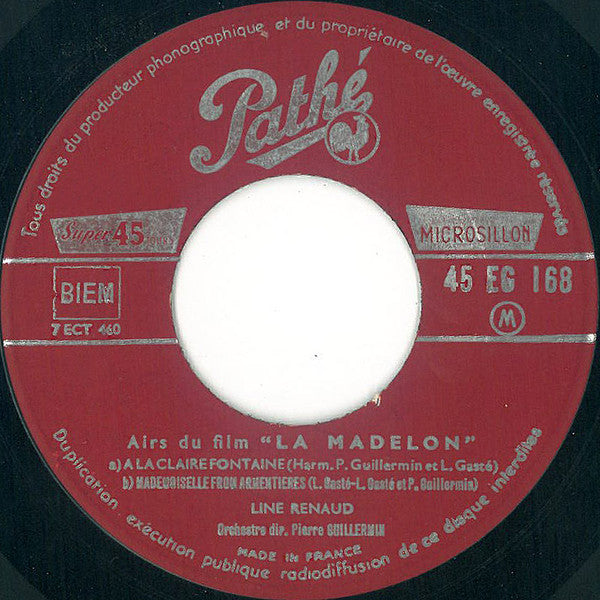 Tous droits du producteur phonographique et du propriétaire de l'œuvre enregistrée réservés
Pathé
Super 45 TOURS
MICROSILLON
BIEM
7 ECT 460
45 EG 168
M
Airs du film "LA MADELON"
a) A LA CLAIRE FONTAINE (Harm. P. Guillermin et L. Gasté)
b) MADEMOISELLE FROM ARMENTIERES (L. Gasté-L. Gasté et P. Guillermin)
LINE RENAUD
Orchestre dir. Pierre GUILLERMIN
MADE IN FRANCE
Duplication exécution publique radiodiffusion de ce disque interdites